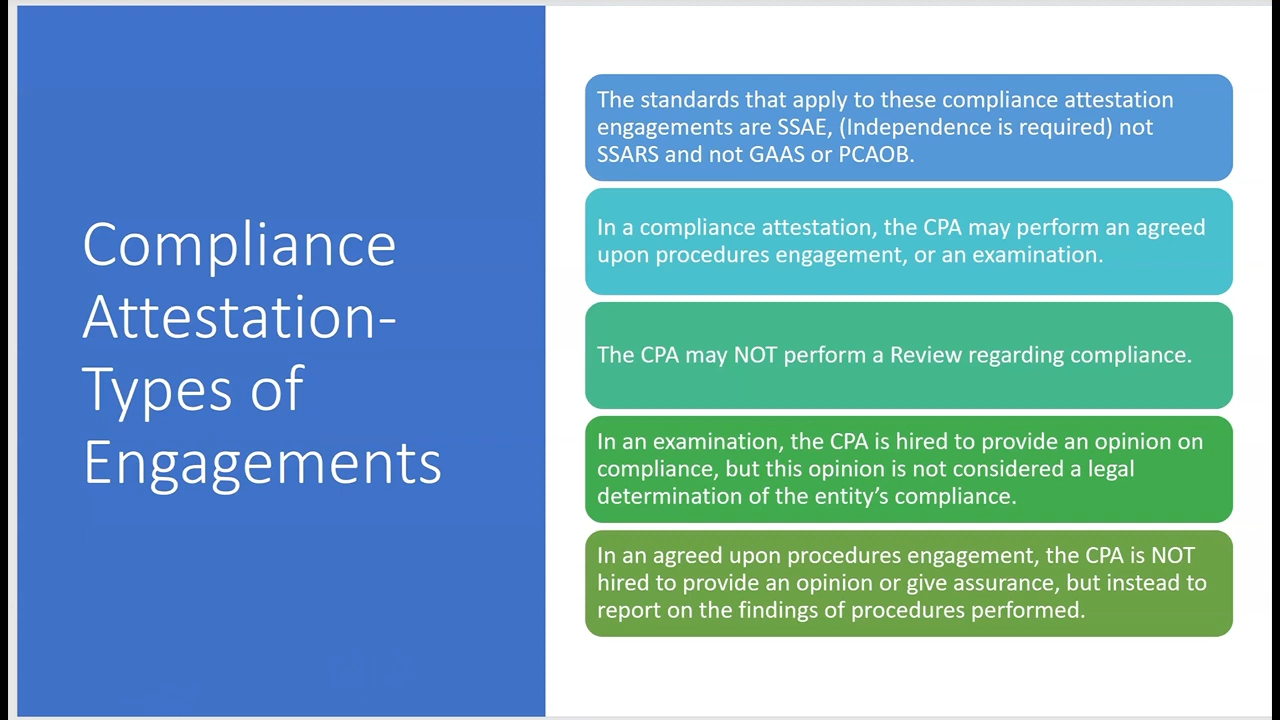 Compliance
Attestation-
Types of
Engagements
The standards that apply to these compliance attestation
engagements are SSAE, (Independence is required) not
SSARS and not GAAS or PCAOB.
In a compliance attestation, the CPA may perform an agreed
upon procedures engagement, or an examination.
The CPA may NOT perform a Review regarding compliance.
In an examination, the CPA is hired to provide an opinion on
compliance, but this opinion is not considered a legal
determination of the entity’s compliance.
In an agreed upon procedures engagement, the CPA is NOT
hired to provide an opinion or give assurance, but instead to
report on the findings of procedures performed.